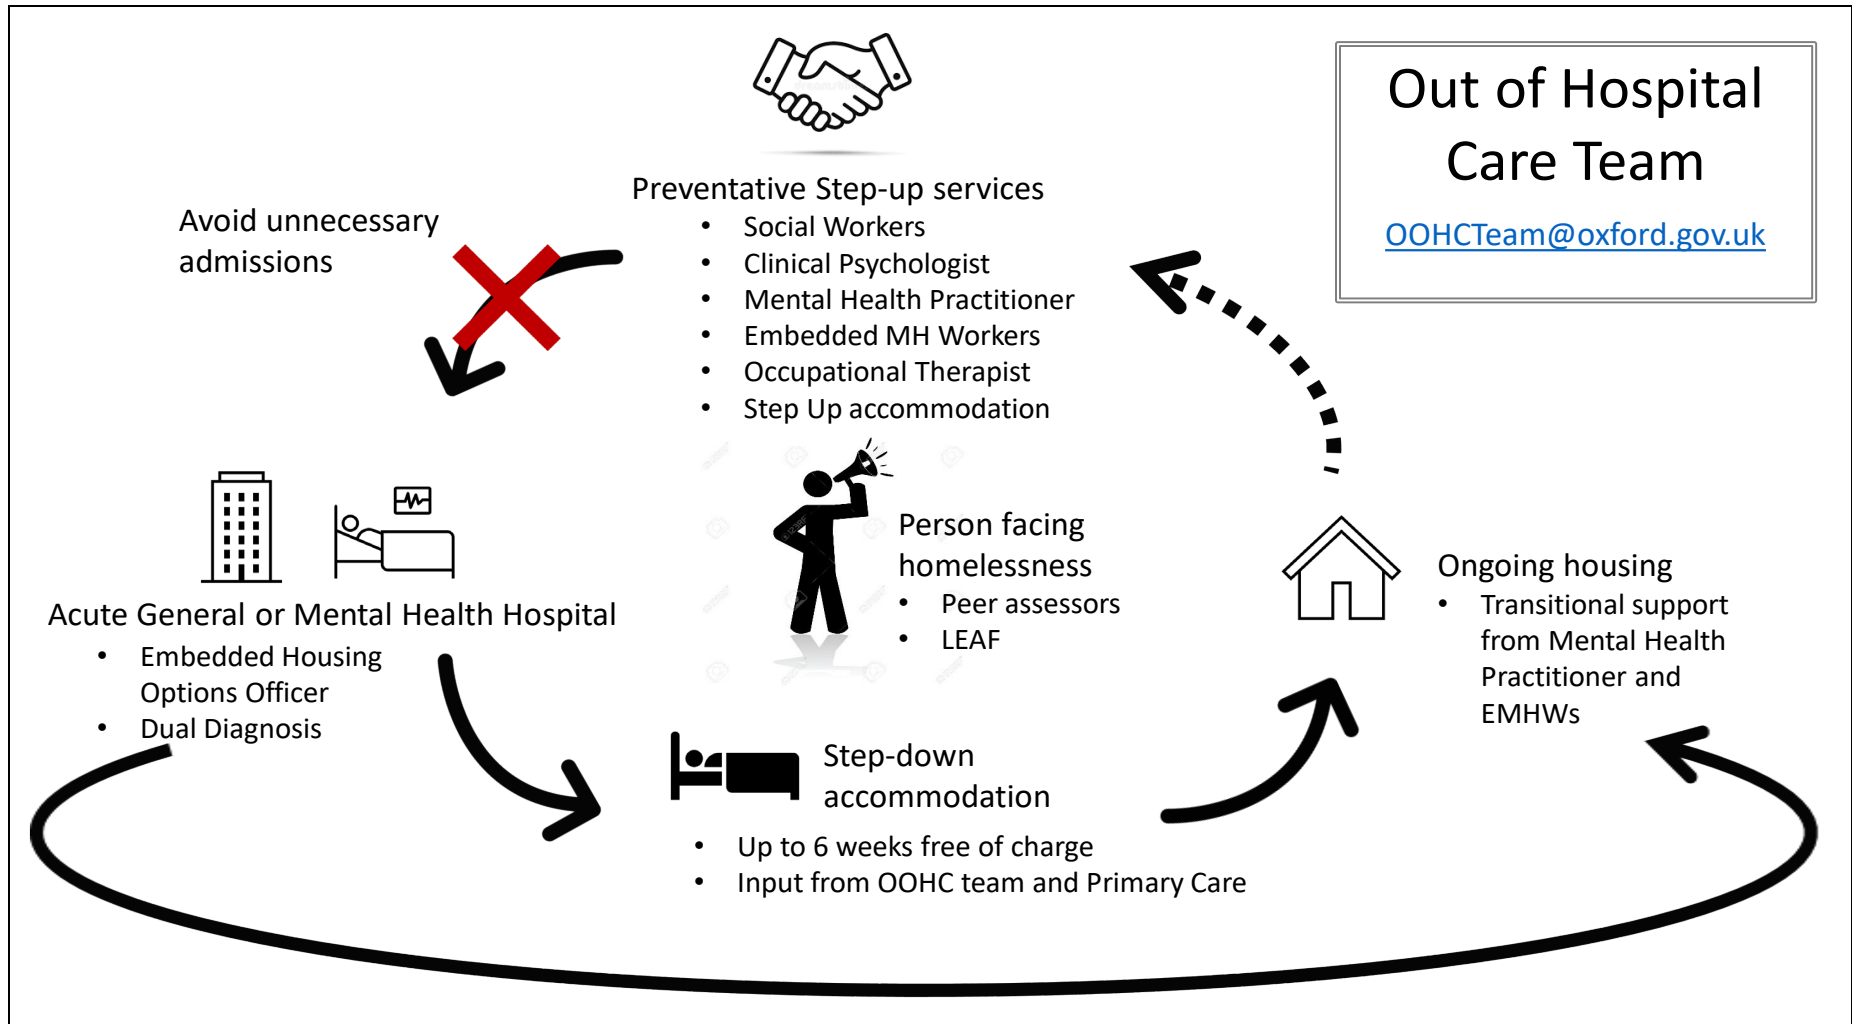 Out of Hospital
Care Team
OOHCTeam@oxford.gov.uk
Preventative Step-up services
• Social Workers
• Clinical Psychologist
• Mental Health Practitioner
• Embedded MH Workers
• Occupational Therapist
• Step Up accommodation
Avoid unnecessary
admissions
Person facing
homelessness
• Peer assessors
• LEAF
Acute General or Mental Health Hospital
• Embedded Housing
Options Officer
• Dual Diagnosis
Ongoing housing
• Transitional support
from Mental Health
Practitioner and
EMHWs
Step-down
accommodation
• Up to 6 weeks free of charge
• Input from OOHC team and Primary Care